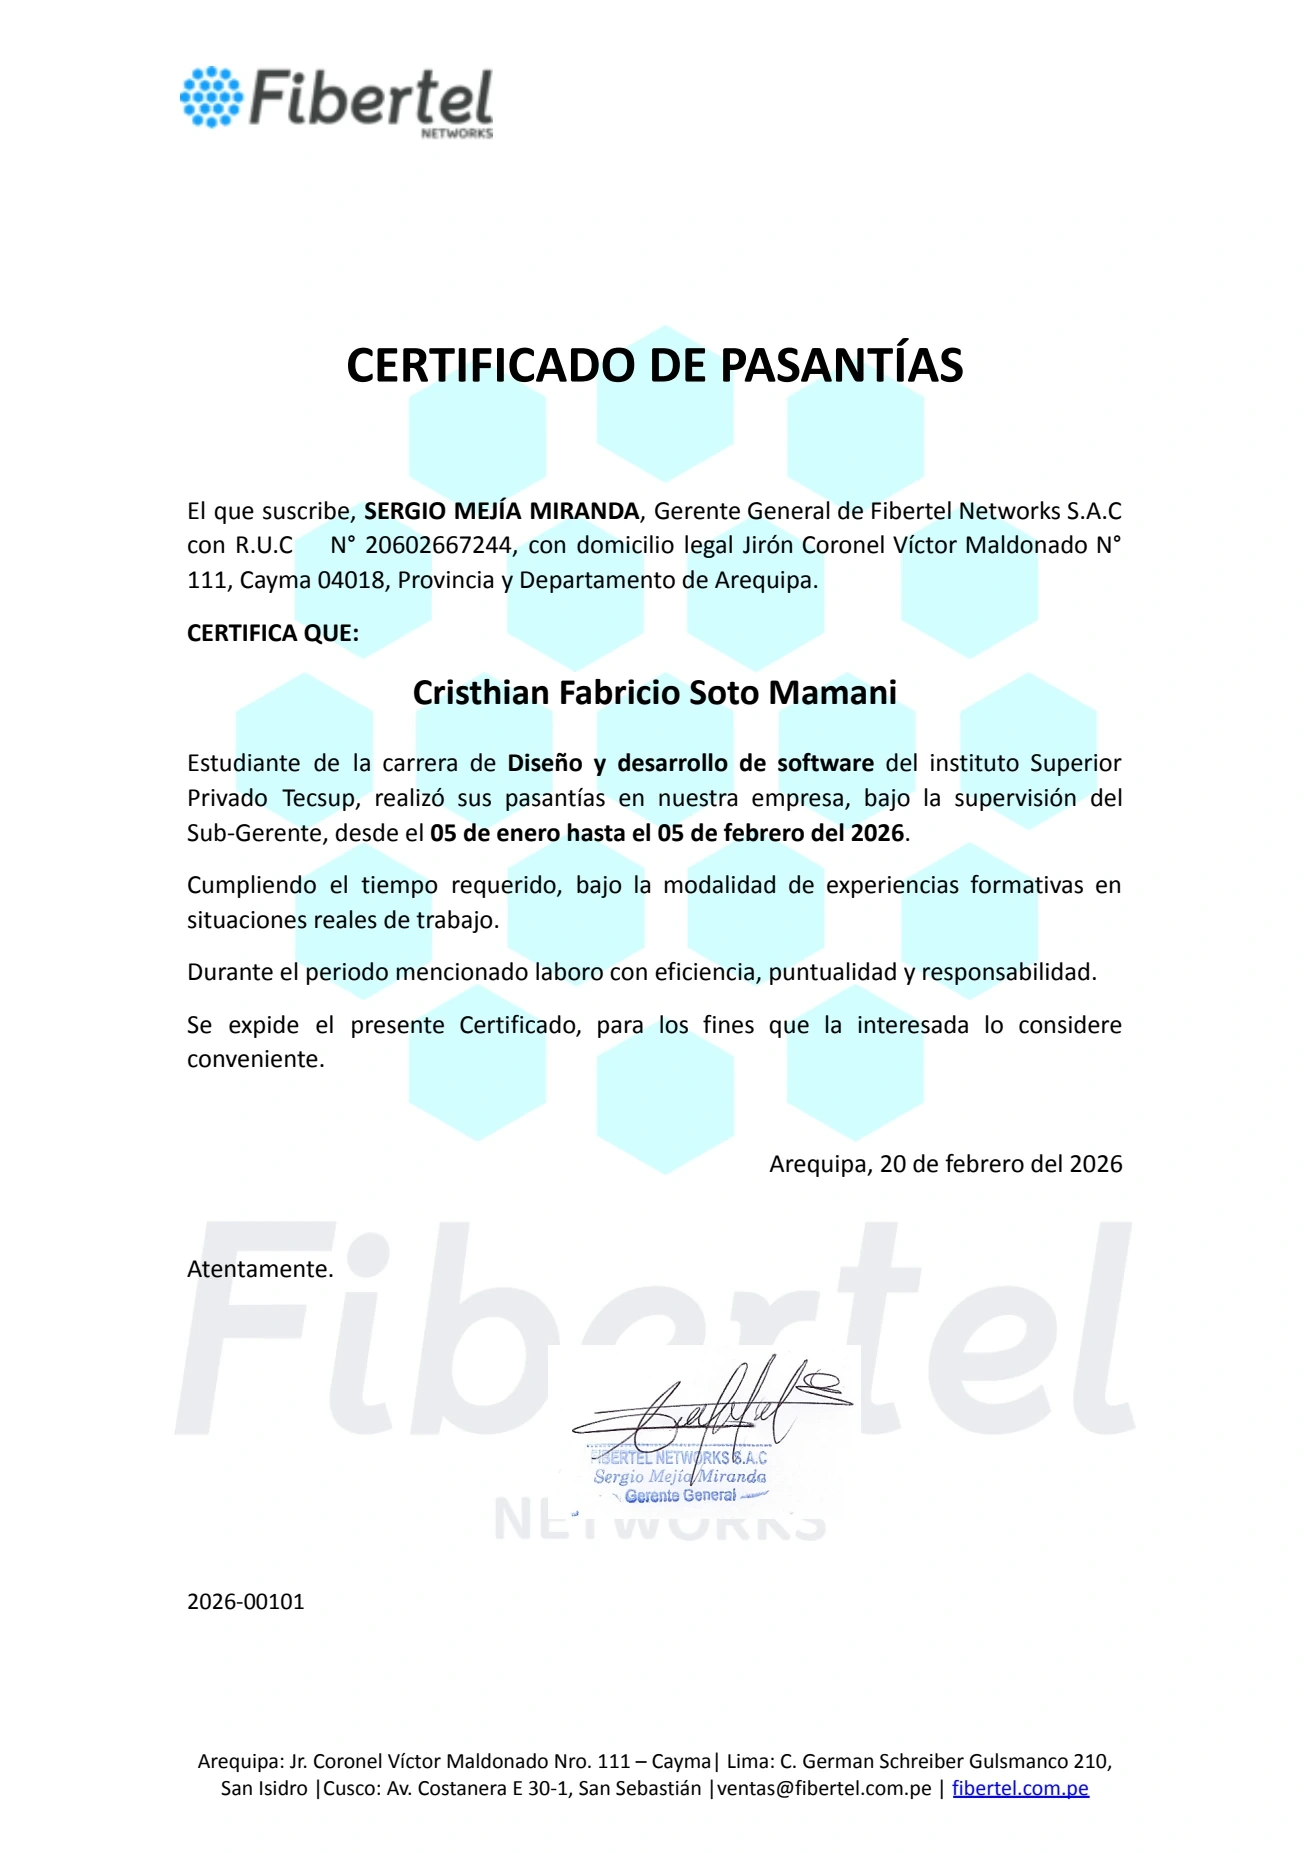 Fibertel
NETWORKS
CERTIFICADO DE PASANTÍAS
El que suscribe, SERGIO MEJÍA MIRANDA, Gerente General de Fibertel Networks S.A.C
con R.U.C N° 20602667244, con domicilio legal Jirón Coronel Víctor Maldonado N°
111, Cayma 04018, Provincia y Departamento de Arequipa.
CERTIFICA QUE:
Cristhian Fabricio Soto Mamani
Estudiante de la carrera de Diseño y desarrollo de software del instituto Superior
Privado Tecsup, realizó sus pasantías en nuestra empresa, bajo la supervisión del
Sub-Gerente, desde el 05 de enero hasta el 05 de febrero del 2026.
Cumpliendo el tiempo requerido, bajo la modalidad de experiencias formativas en
situaciones reales de trabajo.
Durante el periodo mencionado laboro con eficiencia, puntualidad y responsabilidad.
Se expide el presente Certificado, para los fines que la interesada lo considere
conveniente.
Arequipa, 20 de febrero del 2026
Atentamente.
Fibertel
NETWORKS
FIBERTEL NETWORKS S.A.C
Sergio Mejía Miranda
Gerente General
2026-00101
Arequipa: Jr. Coronel Víctor Maldonado Nro. 111 – Cayma| Lima: C. German Schreiber Gulsmanco 210,
San Isidro |Cusco: Av. Costanera E 30-1, San Sebastián |ventas@fibertel.com.pe | fibertel.com.pe